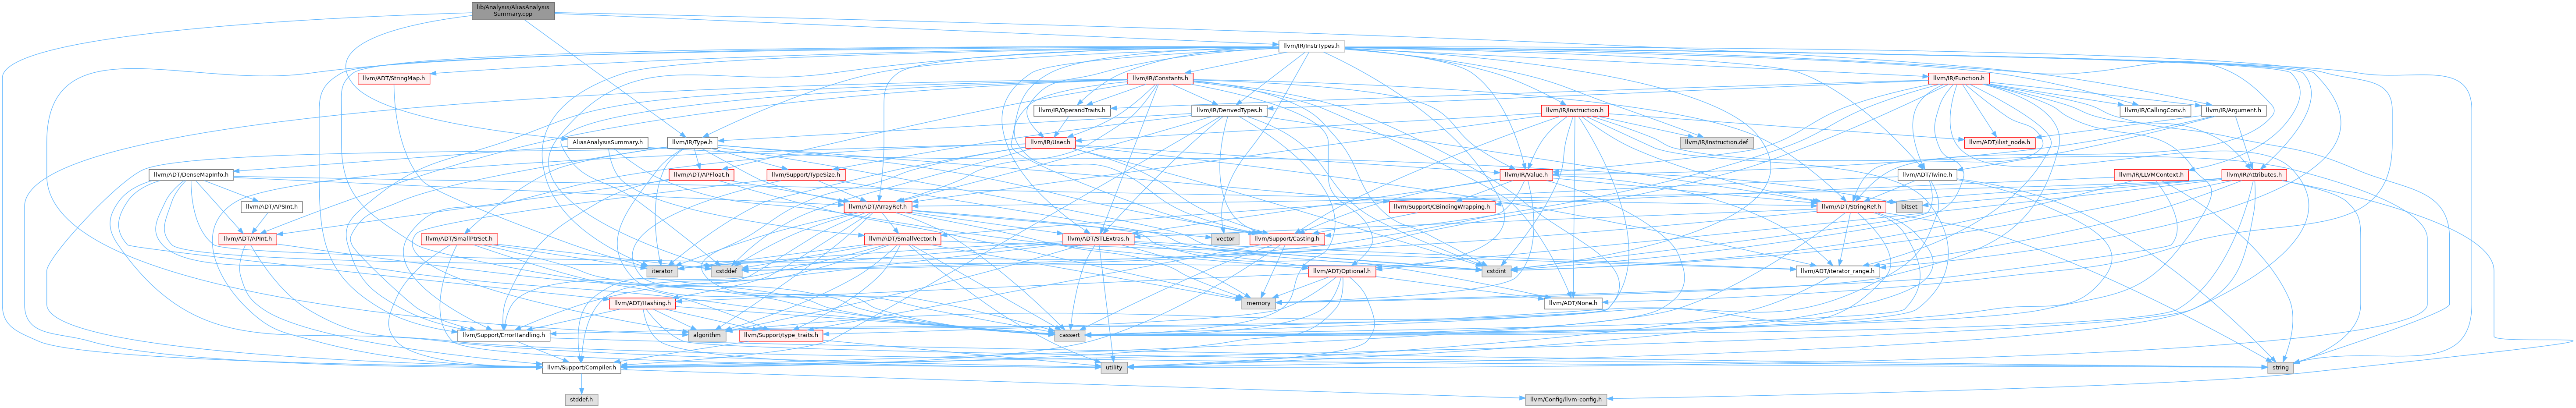 lib/Analysis/AliasAnalysis
Summary.cpp
llvm/IR/InstrTypes.h
llvm/ADT/StringMap.h
llvm/IR/Constants.h
llvm/IR/Function.h
llvm/IR/OperandTraits.h
llvm/IR/DerivedTypes.h
llvm/IR/Instruction.h
llvm/IR/CallingConv.h
llvm/IR/Argument.h
AliasAnalysisSummary.h
llvm/IR/Type.h
llvm/IR/User.h
llvm/IR/Instruction.def
llvm/ADT/ilist_node.h
llvm/ADT/DenseMapInfo.h
llvm/ADT/APFloat.h
llvm/Support/TypeSize.h
llvm/IR/Value.h
llvm/ADT/Twine.h
llvm/IR/LLVMContext.h
llvm/IR/Attributes.h
llvm/ADT/APSInt.h
llvm/ADT/ArrayRef.h
llvm/Support/CBindingWrapping.h
llvm/ADT/StringRef.h
bitset
llvm/ADT/APInt.h
llvm/ADT/SmallPtrSet.h
llvm/ADT/SmallVector.h
llvm/ADT/STLExtras.h
vector
llvm/Support/Casting.h
iterator
cstddef
llvm/ADT/Optional.h
cstdint
llvm/ADT/iterator_range.h
llvm/ADT/Hashing.h
memory
llvm/ADT/None.h
llvm/Support/ErrorHandling.h
algorithm
llvm/Support/type_traits.h
cassert
llvm/Support/Compiler.h
utility
string
stddef.h
llvm/Config/llvm-config.h